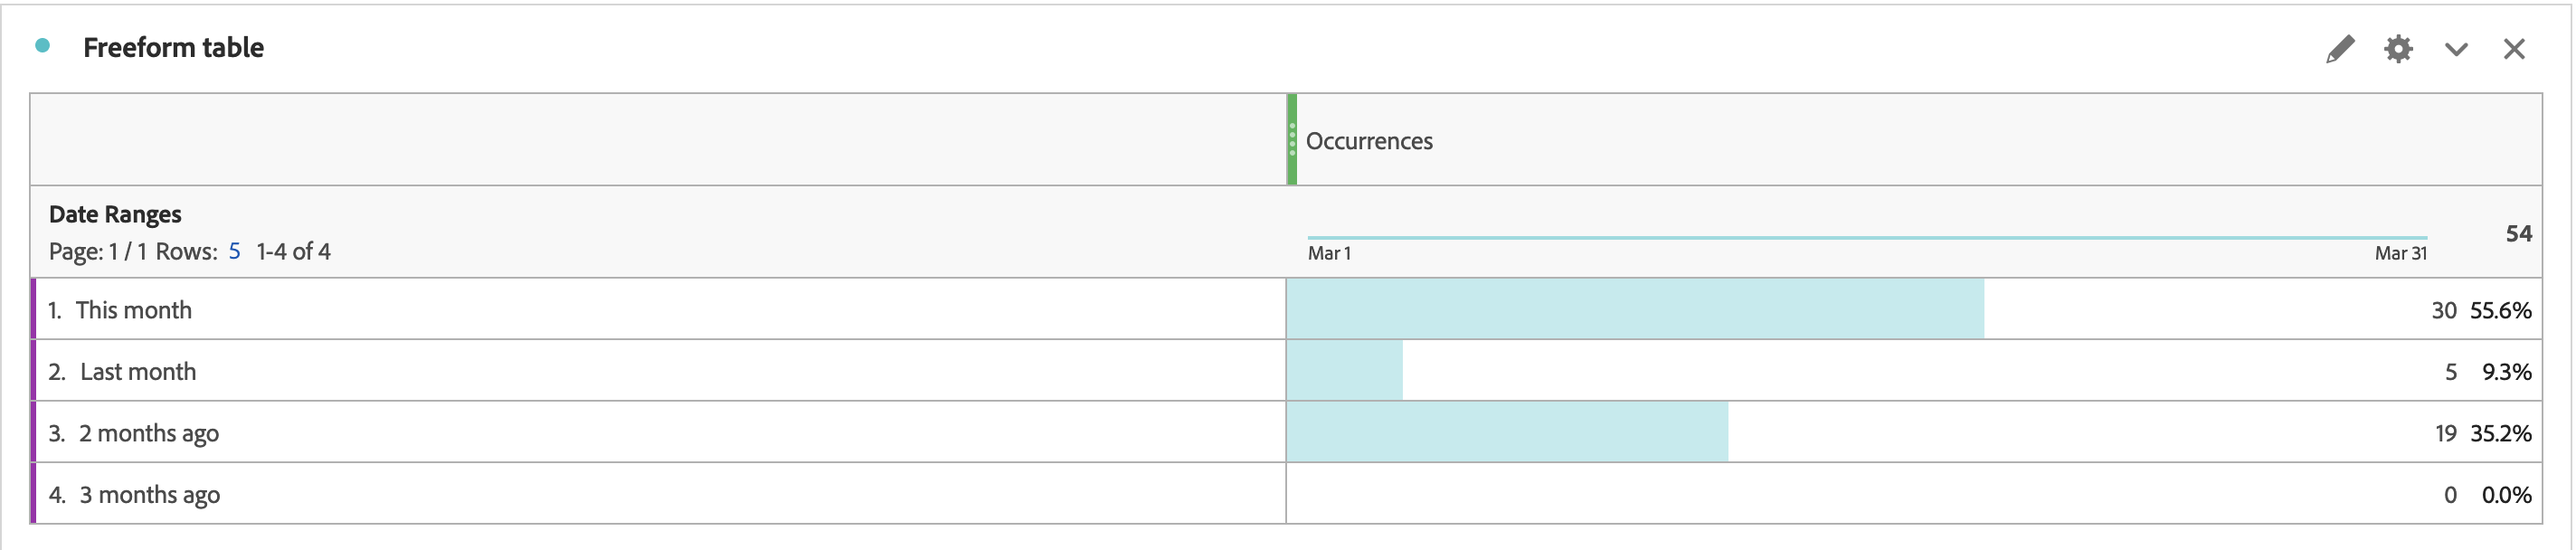 Freeform table
Occurrences
Date Ranges
Page: 1 / 1 Rows: 5 1-4 of 4
Mar 1 Mar 31 54
1. This month 30 55.6%
2. Last month 5 9.3%
3. 2 months ago 19 35.2%
4. 3 months ago 0 0.0%